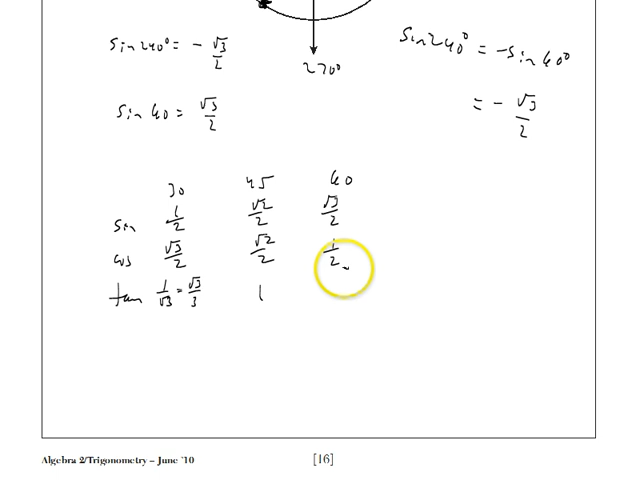 sin 240° = - √3/2
270°
sin 240° = -sin 60°
sin 60 = √3/2
= - √3/2
30 45 60
sin 1/2 √2/2 √3/2
cos √3/2 √2/2 1/2
tan 1/√3 = √3/3 1
Algebra 2/Trigonometry – June '10 [16]